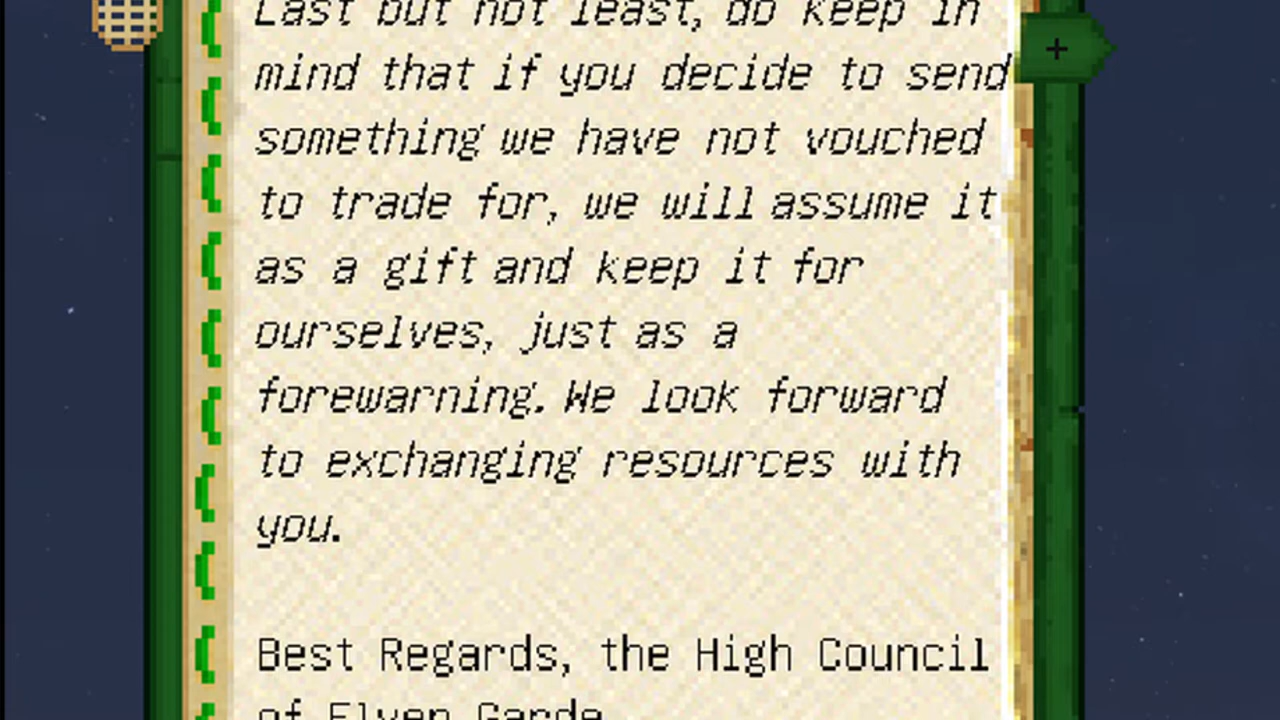 Last but not least, do keep in
mind that if you decide to send
something we have not vouched
to trade for, we will assume it
as a gift and keep it for
ourselves, just as a
forewarning. We look forward
to exchanging resources with
you.
Best Regards, the High Council
of Elven Garde